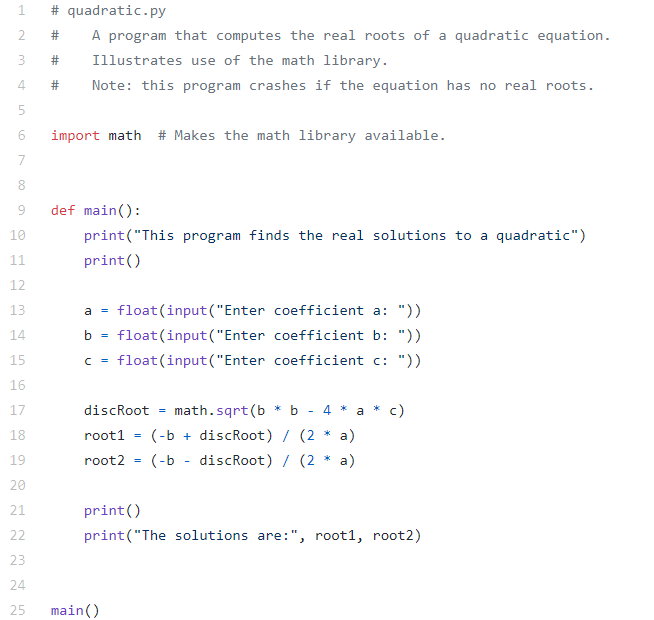 1 # quadratic.py
2 #    A program that computes the real roots of a quadratic equation.
3 #    Illustrates use of the math library.
4 #    Note: this program crashes if the equation has no real roots.
5
6 import math  # Makes the math library available.
7
8
9 def main():
10     print("This program finds the real solutions to a quadratic")
11     print()
12
13     a = float(input("Enter coefficient a: "))
14     b = float(input("Enter coefficient b: "))
15     c = float(input("Enter coefficient c: "))
16
17     discRoot = math.sqrt(b * b - 4 * a * c)
18     root1 = (-b + discRoot) / (2 * a)
19     root2 = (-b - discRoot) / (2 * a)
20
21     print()
22     print("The solutions are:", root1, root2)
23
24
25 main()